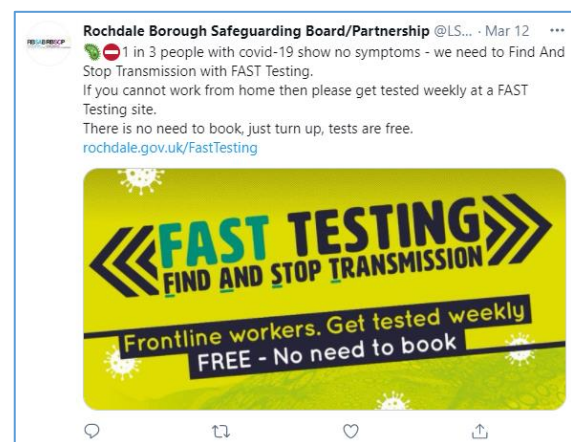 Rochdale Borough Safeguarding Board/Partnership @LS... · Mar 12 ...
🦠⛔1 in 3 people with covid-19 show no symptoms - we need to Find And
Stop Transmission with FAST Testing.
If you cannot work from home then please get tested weekly at a FAST
Testing site.
There is no need to book, just turn up, tests are free.
rochdale.gov.uk/FastTesting
FAST TESTING
FIND AND STOP TRANSMISSION
Frontline workers. Get tested weekly
FREE - No need to book